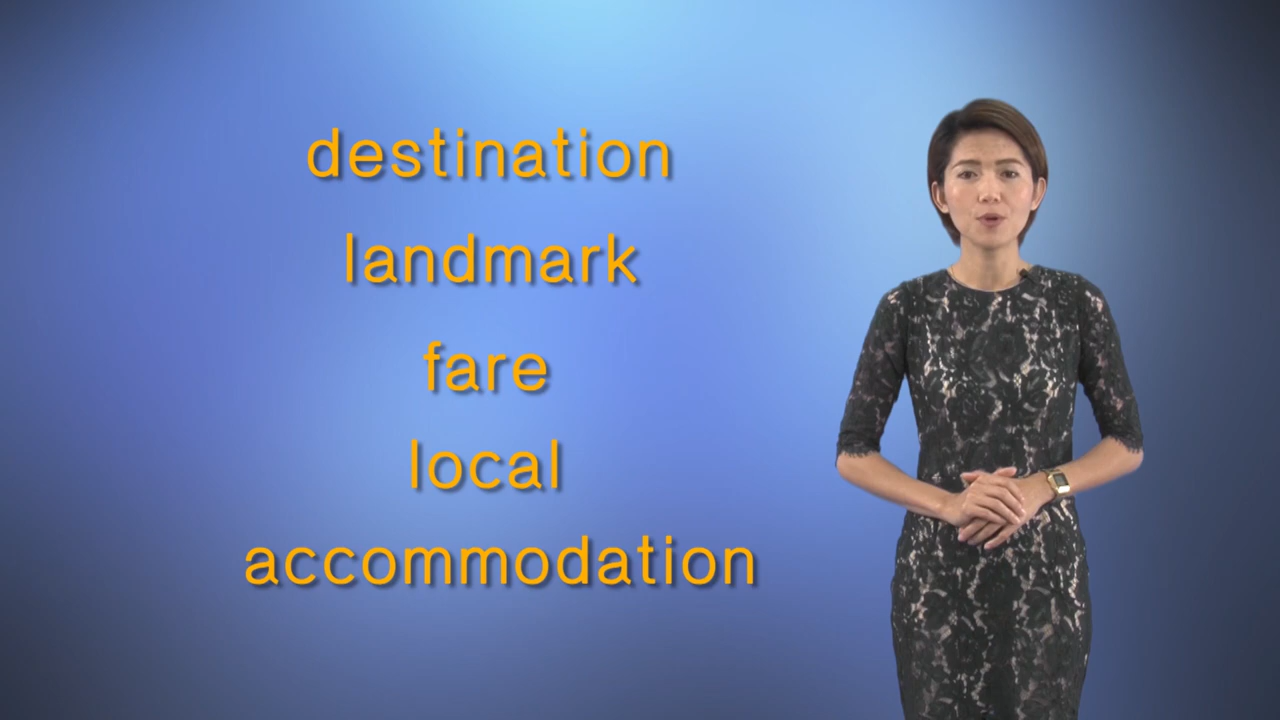 destination
landmark
fare
local
accommodation